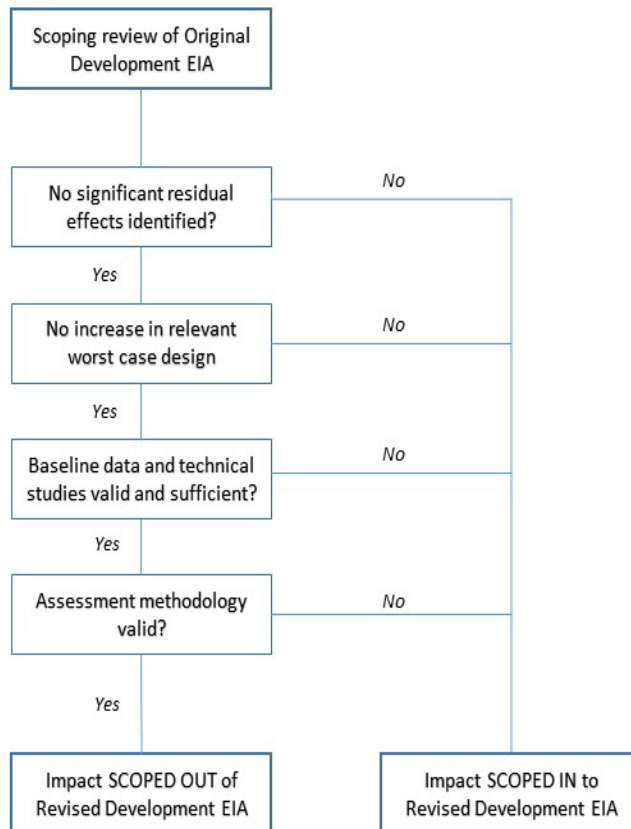 Scoping review of Original
Development EIA
No significant residual
effects identified?
No
Yes
No increase in relevant
worst case design
No
Yes
Baseline data and technical
studies valid and sufficient?
No
Yes
Assessment methodology
valid?
No
Yes
Impact SCOPED OUT of
Revised Development EIA
Impact SCOPED IN to
Revised Development EIA